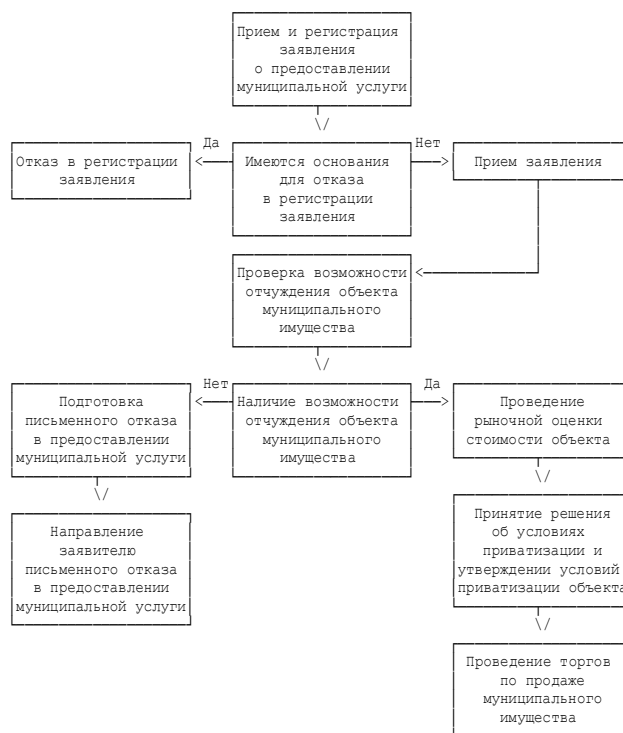 Прием и регистрация
заявления
о предоставлении
муниципальной услуги
Да
Нет
Отказ в регистрации
заявления
Имеются основания
для отказа
в регистрации
заявления
Прием заявления
Проверка возможности
отчуждения объекта
муниципального
имущества
Нет
Да
Подготовка
письменного отказа
в предоставлении
муниципальной услуги
Наличие возможности
отчуждения объекта
муниципального
имущества
Проведение
рыночной оценки
стоимости объекта
Направление
заявителю
письменного отказа
в предоставлении
муниципальной услуги
Принятие решения
об условиях
приватизации и
утверждении условий
приватизации объекта
Проведение торгов
по продаже
муниципального
имущества